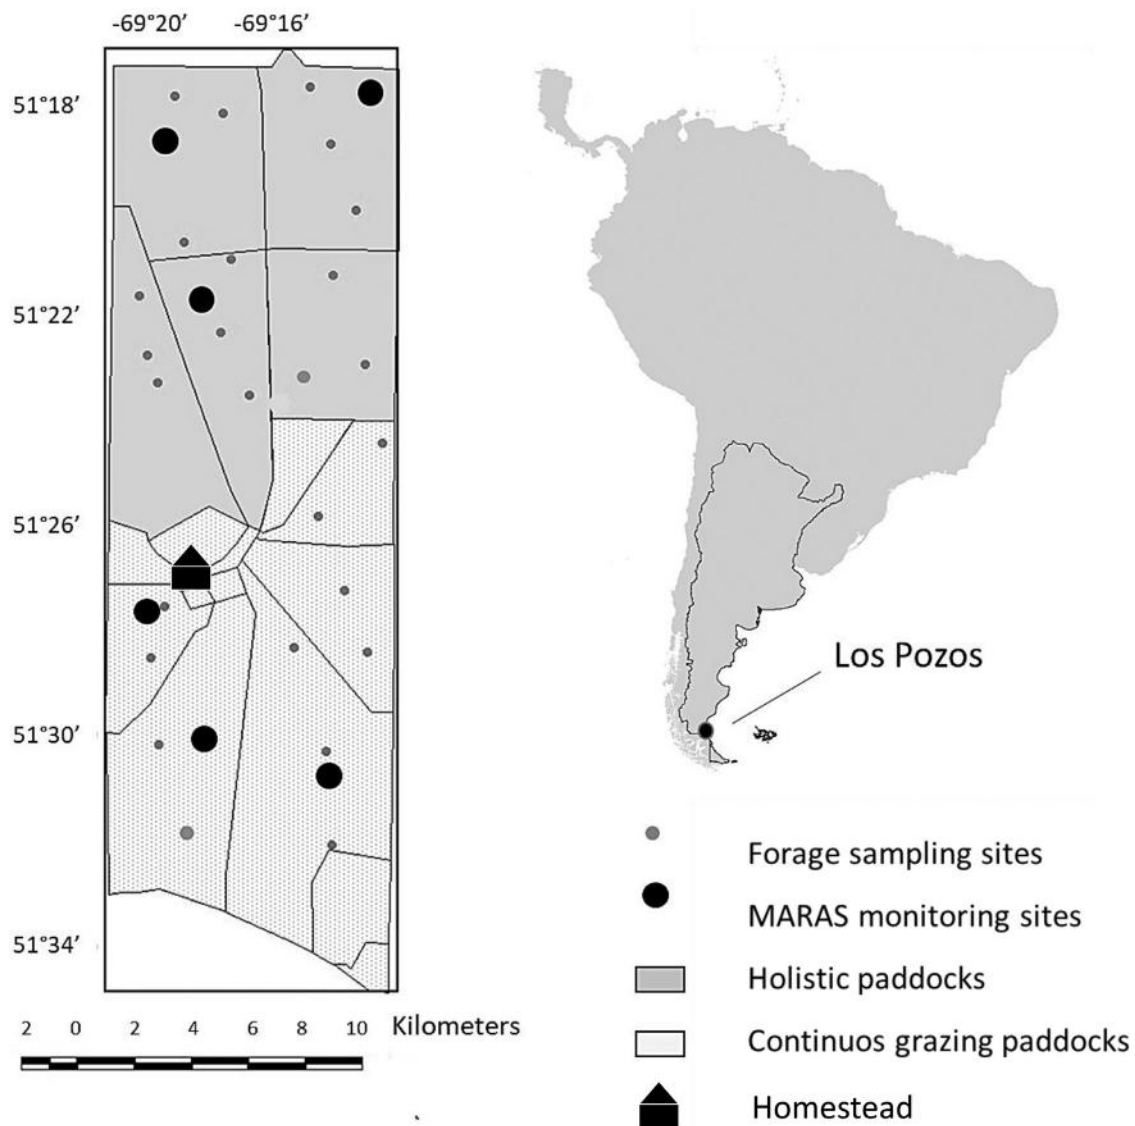 -69°20’ -69°16’
51°18’
51°22’
51°26’
51°30’
51°34’
2 0 2 4 6 8 10 Kilometers
Los Pozos
Forage sampling sites
MARAS monitoring sites
Holistic paddocks
Continuos grazing paddocks
Homestead